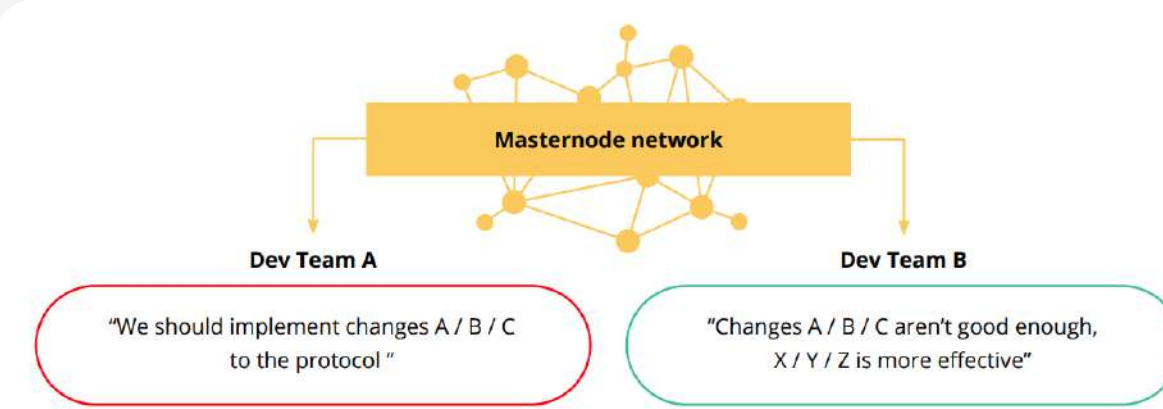 Masternode network
Dev Team A
Dev Team B
“We should implement changes A / B / C
to the protocol ”
“Changes A / B / C aren’t good enough,
X / Y / Z is more effective”